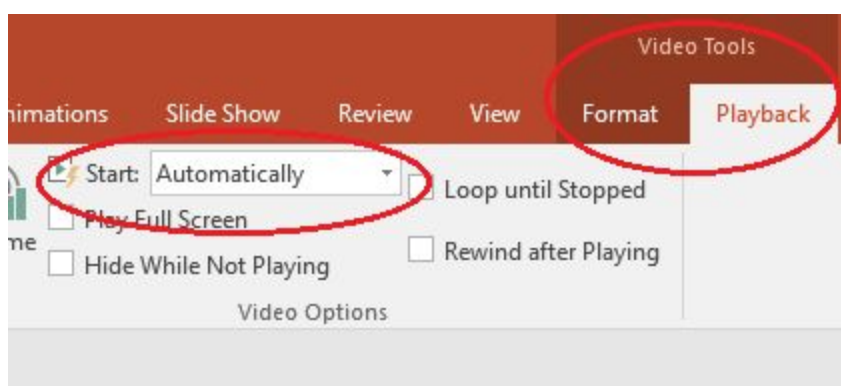 Video Tools
nimations Slide Show Review View Format Playback
Start: Automatically
Loop until Stopped
Play Full Screen
me
Rewind after Playing
Hide While Not Playing
Video Options